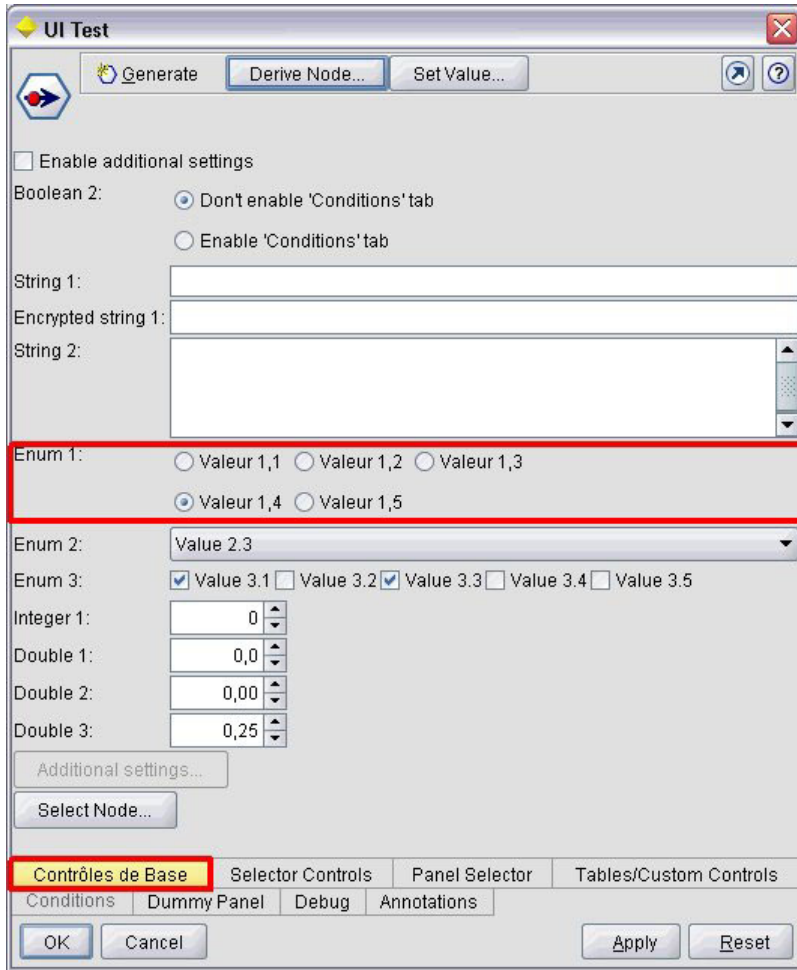 UI Test
Generate Derive Node... Set Value...
Enable additional settings
Boolean 2: Don't enable 'Conditions' tab
Enable 'Conditions' tab
String 1:
Encrypted string 1:
String 2:
Enum 1: Valeur 1,1 Valeur 1,2 Valeur 1,3
Valeur 1,4 Valeur 1,5
Enum 2: Value 2.3
Enum 3: Value 3.1 Value 3.2 Value 3.3 Value 3.4 Value 3.5
Integer 1: 0
Double 1: 0,0
Double 2: 0,00
Double 3: 0,25
Additional settings...
Select Node...
Contrôles de Base Selector Controls Panel Selector Tables/Custom Controls
Conditions Dummy Panel Debug Annotations
OK Cancel Apply Reset